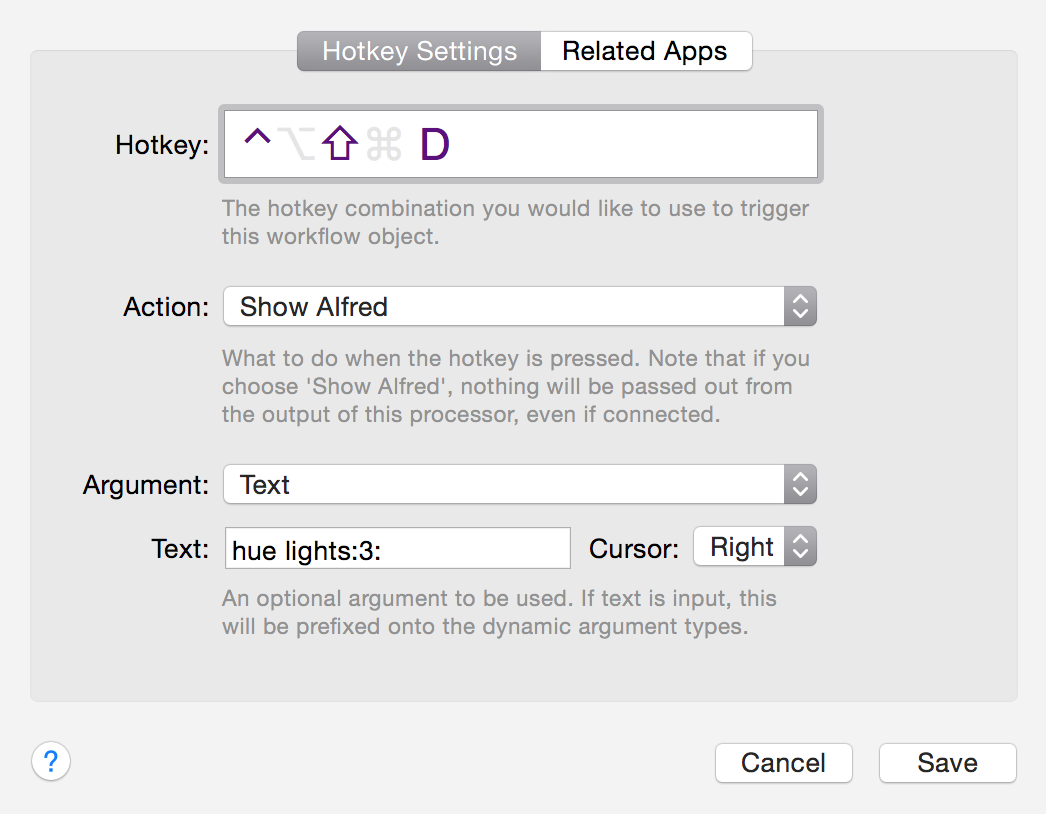 Hotkey Settings Related Apps
Hotkey: ⌃⌥⇧⌘ D
The hotkey combination you would like to use to trigger
this workflow object.
Action: Show Alfred
What to do when the hotkey is pressed. Note that if you
choose 'Show Alfred', nothing will be passed out from
the output of this processor, even if connected.
Argument: Text
Text: hue lights:3: Cursor: Right
An optional argument to be used. If text is input, this
will be prefixed onto the dynamic argument types.
? Cancel Save